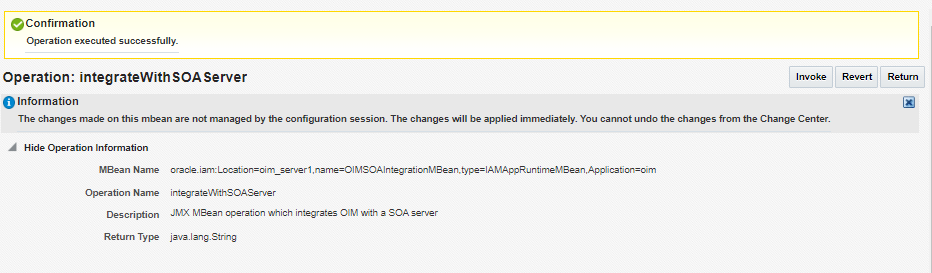 Confirmation
Operation executed successfully.
Operation: integrateWithSOAServer
Invoke Revert Return
Information
The changes made on this mbean are not managed by the configuration session. The changes will be applied immediately. You cannot undo the changes from the Change Center.
Hide Operation Information
MBean Name oracle.iam:Location=oim_server1,name=OIMSOAIntegrationMBean,type=IAMAppRuntimeMBean,Application=oim
Operation Name integrateWithSOAServer
Description JMX MBean operation which integrates OIM with a SOA server
Return Type java.lang.String